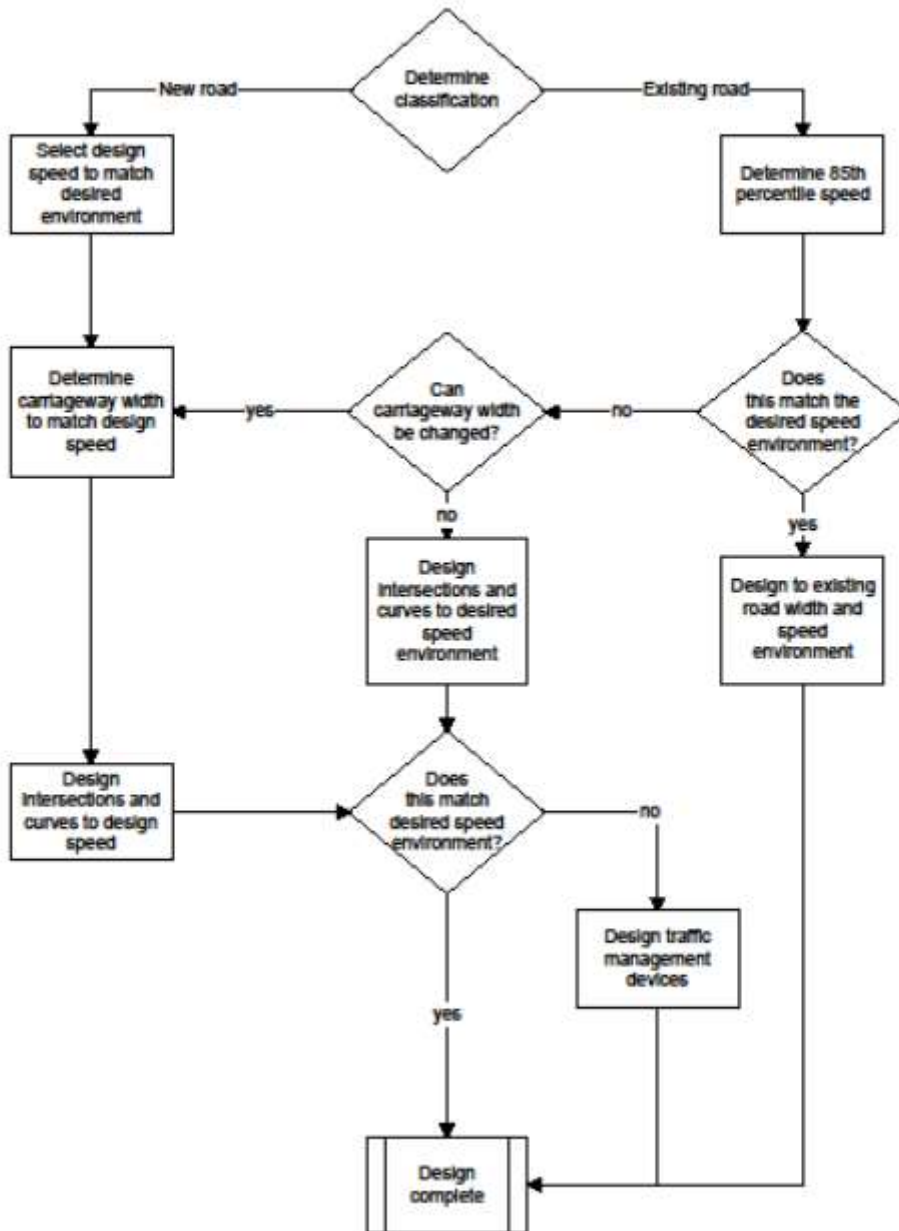 Determine
classification
New road
Existing road
Select design
speed to match
desired
environment
Determine 85th
percentile speed
Determine
carriageway width
to match design
speed
yes
Can
carriageway width
be changed?
no
Does
this match the
desired speed
environment?
no
yes
Design
intersections and
curves to desired
speed
environment
Design to existing
road width and
speed
environment
Design
intersections and
curves to design
speed
Does
this match
desired speed
environment?
no
Design traffic
management
devices
yes
Design
complete